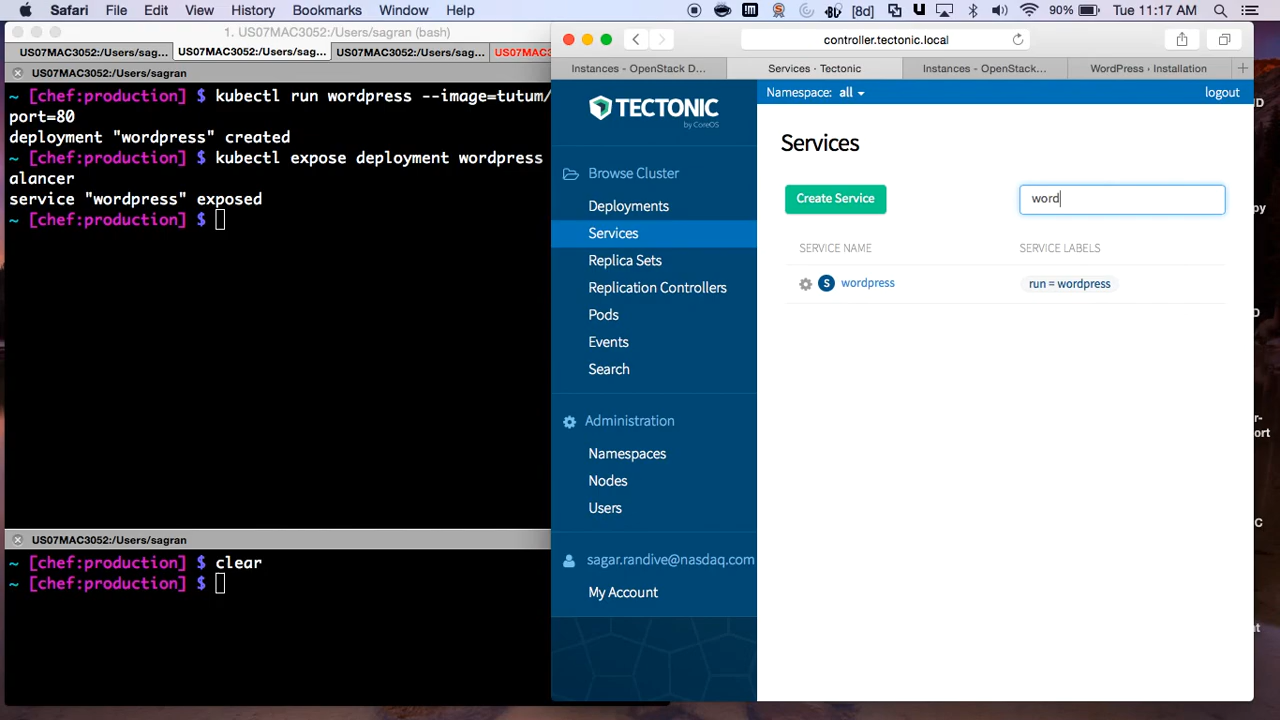 Safari File Edit View History Bookmarks Window Help
[8d] 90% Tue 11:17 AM
1. US07MAC3052:/Users/sagran (bash)
US07MAC3052:/Users/sag... US07MAC3052:/Users/sag... US07MAC3052:/Users/sag... US07MAC3
US07MAC3052:/Users/sagran
~ [chef:production] $ kubectl run wordpress --image=tutum/
port=80
deployment "wordpress" created
~ [chef:production] $ kubectl expose deployment wordpress
alancer
service "wordpress" exposed
~ [chef:production] $
US07MAC3052:/Users/sagran
~ [chef:production] $ clear
~ [chef:production] $
controller.tectonic.local
Instances - OpenStack D... Services · Tectonic Instances - OpenStack... WordPress › Installation
TECTONIC
by CoreOS
Browse Cluster
Deployments
Services
Replica Sets
Replication Controllers
Pods
Events
Search
Administration
Namespaces
Nodes
Users
sagar.randive@nasdaq.com
My Account
Namespace: all
logout
Services
Create Service
word
SERVICE NAME SERVICE LABELS
S wordpress run = wordpress